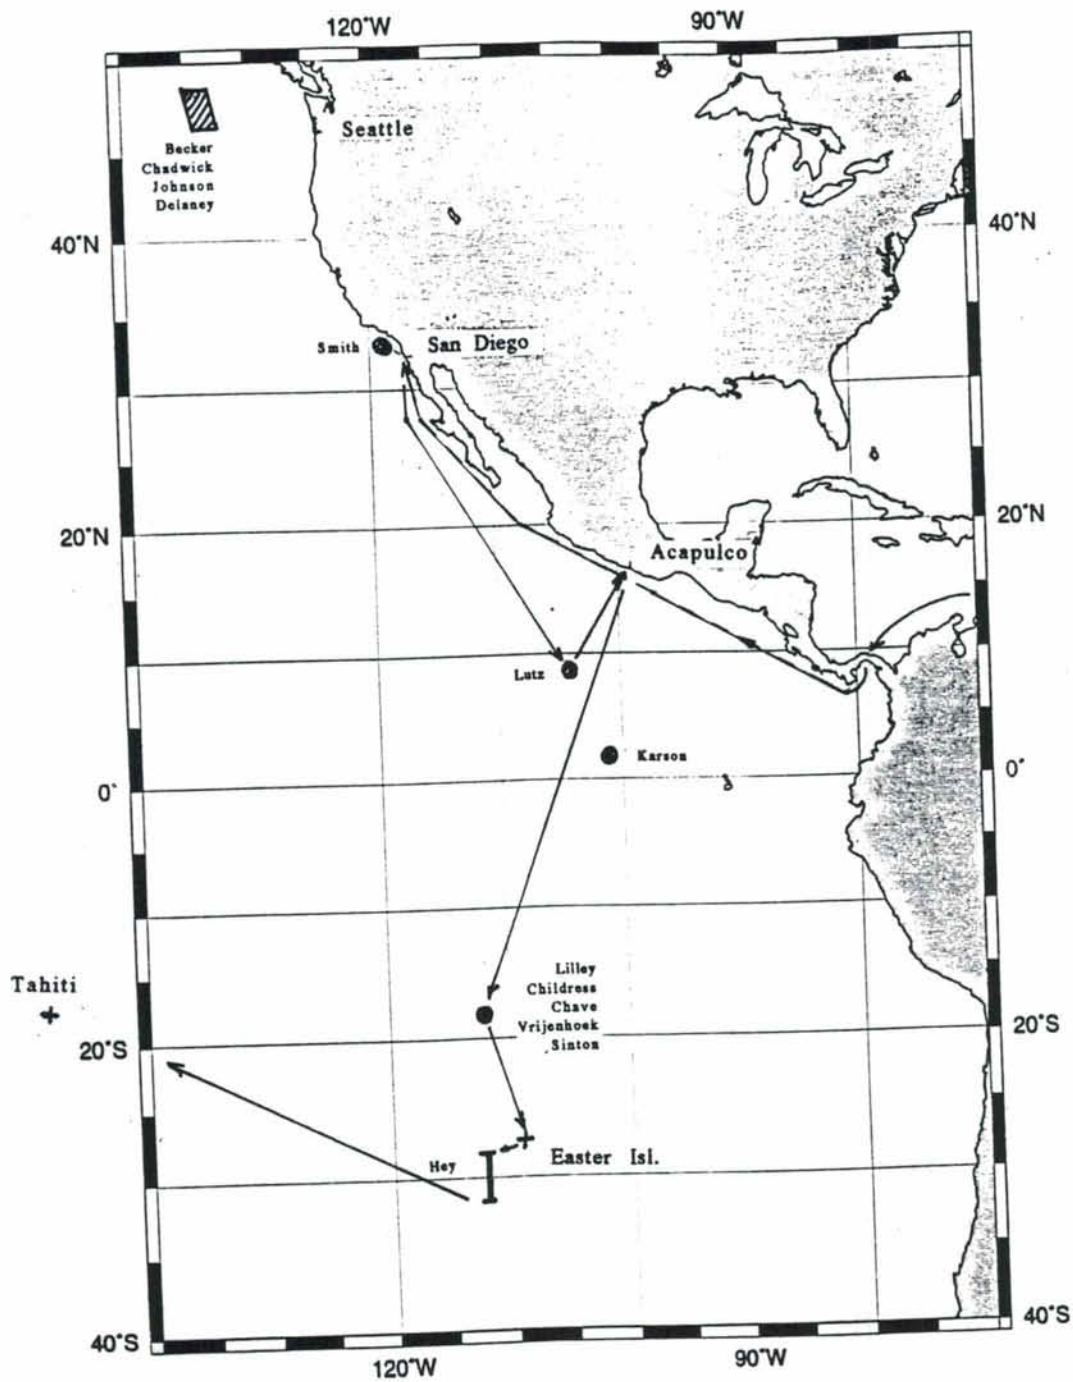 120°W
90°W
Seattle
Becker
Chadwick
Johnson
Delaney
40°N
40°N
Smith
San Diego
20°N
20°N
Acapulco
Lutz
Karson
0°
0°
Lilley
Childress
Chave
Vrijenhoek
Sinton
Tahiti
20°S
20°S
Hey
Easter Isl.
40°S
40°S
120°W
90°W